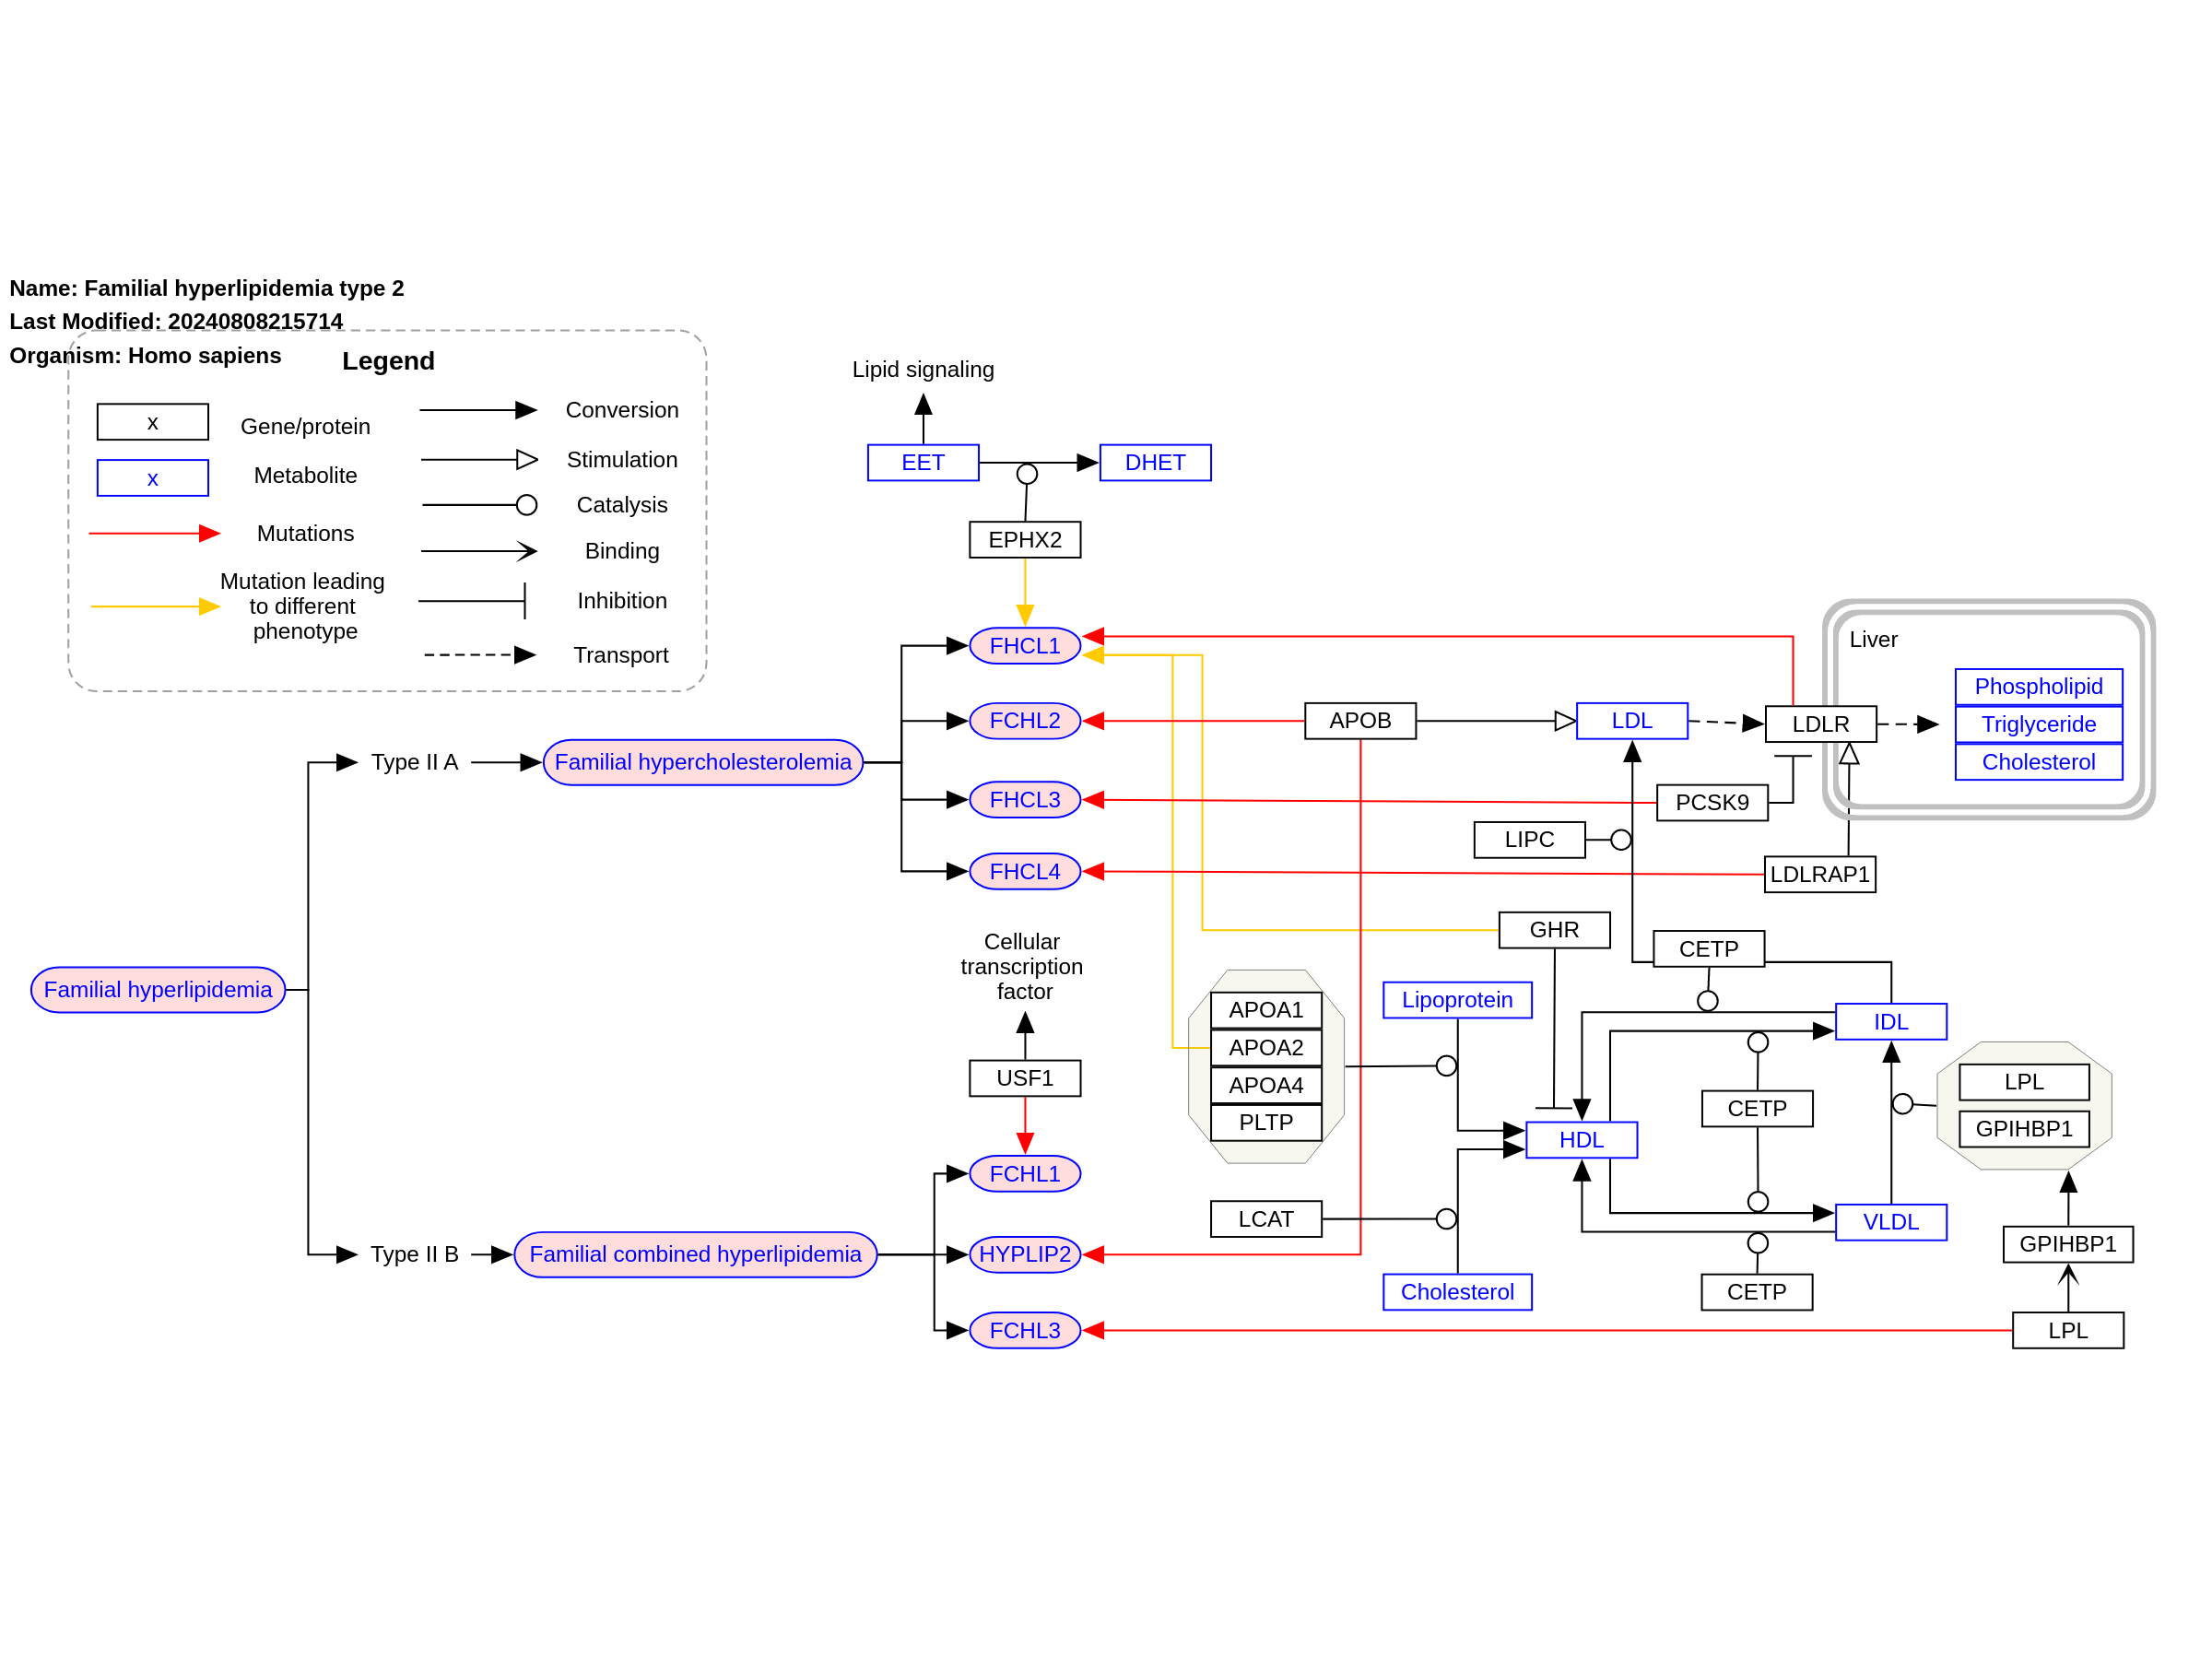 Name: Familial hyperlipidemia type 2
Last Modified: 20240808215714
Organism: Homo sapiens
Legend
x
Gene/protein
x
Metabolite
Mutations
Mutation leading
to different
phenotype
Conversion
Stimulation
Catalysis
Binding
Inhibition
Transport
Lipid signaling
EET
DHET
EPHX2
FHCL1
FCHL2
FHCL3
FHCL4
Type II A
Familial hypercholesterolemia
Familial hyperlipidemia
Type II B
Familial combined hyperlipidemia
Cellular
transcription
factor
USF1
FCHL1
HYPLIP2
FCHL3
APOB
LDL
LDLR
Liver
Phospholipid
Triglyceride
Cholesterol
PCSK9
LIPC
LDLRAP1
GHR
CETP
APOA1
APOA2
APOA4
PLTP
Lipoprotein
IDL
LPL
GPIHBP1
CETP
HDL
LCAT
VLDL
Cholesterol
CETP
GPIHBP1
LPL